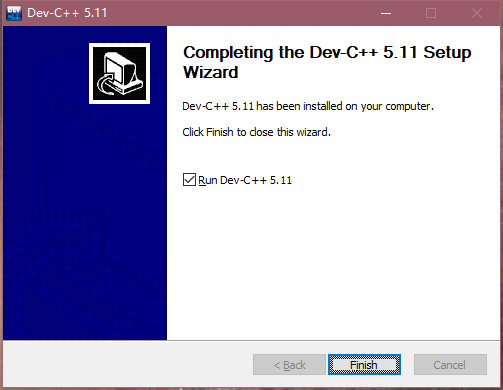 Dev-C++ 5.11
Completing the Dev-C++ 5.11 Setup
Wizard
Dev-C++ 5.11 has been installed on your computer.
Click Finish to close this wizard.
Run Dev-C++ 5.11
< Back
Finish
Cancel